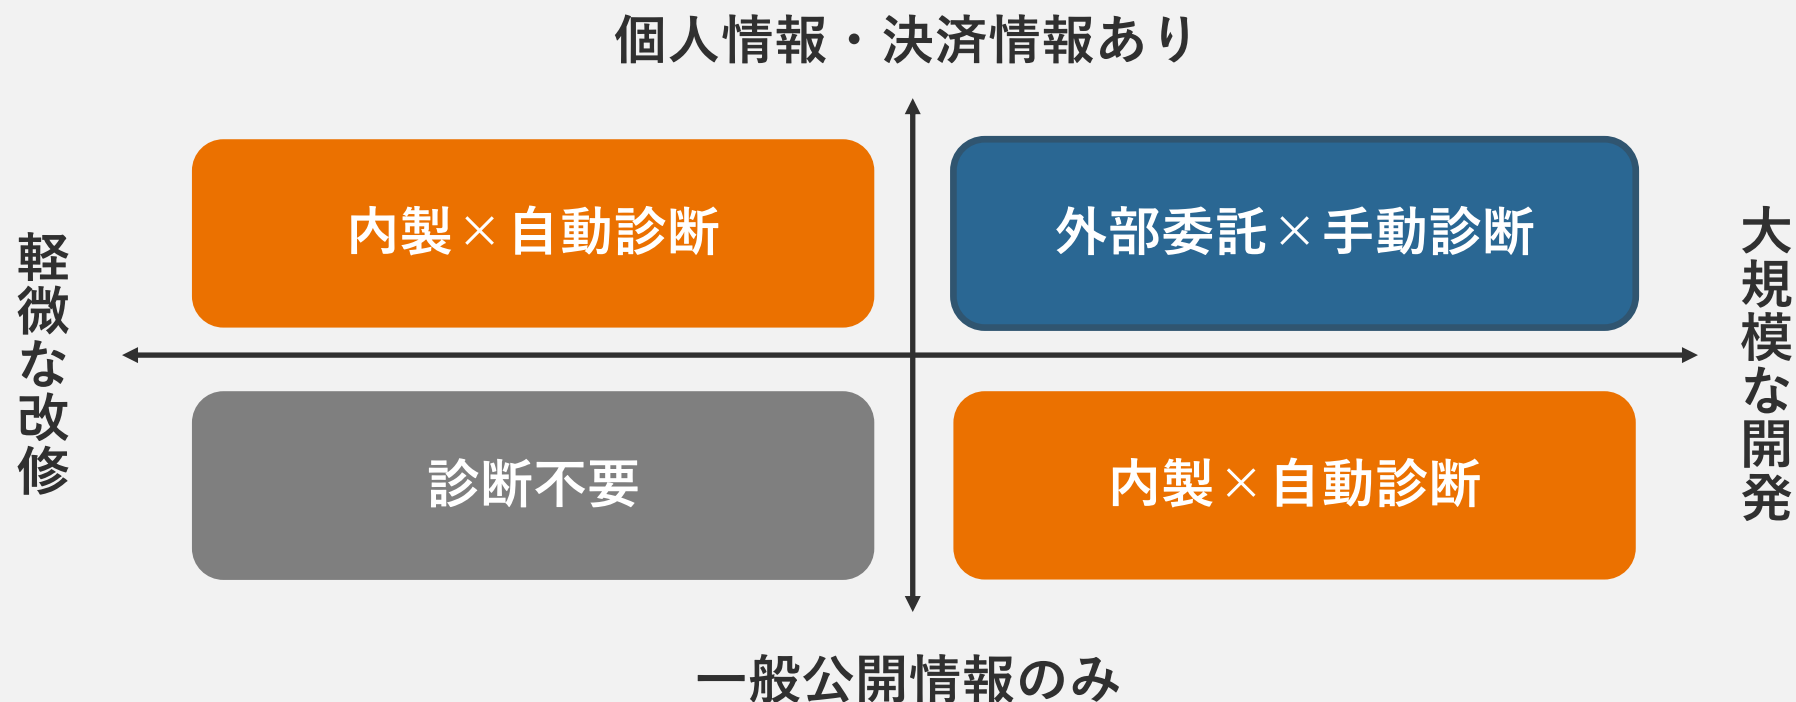 個人情報・決済情報あり
内製×自動診断
外部委託×手動診断
軽微な改修
大規模な開発
診断不要
内製×自動診断
一般公開情報のみ